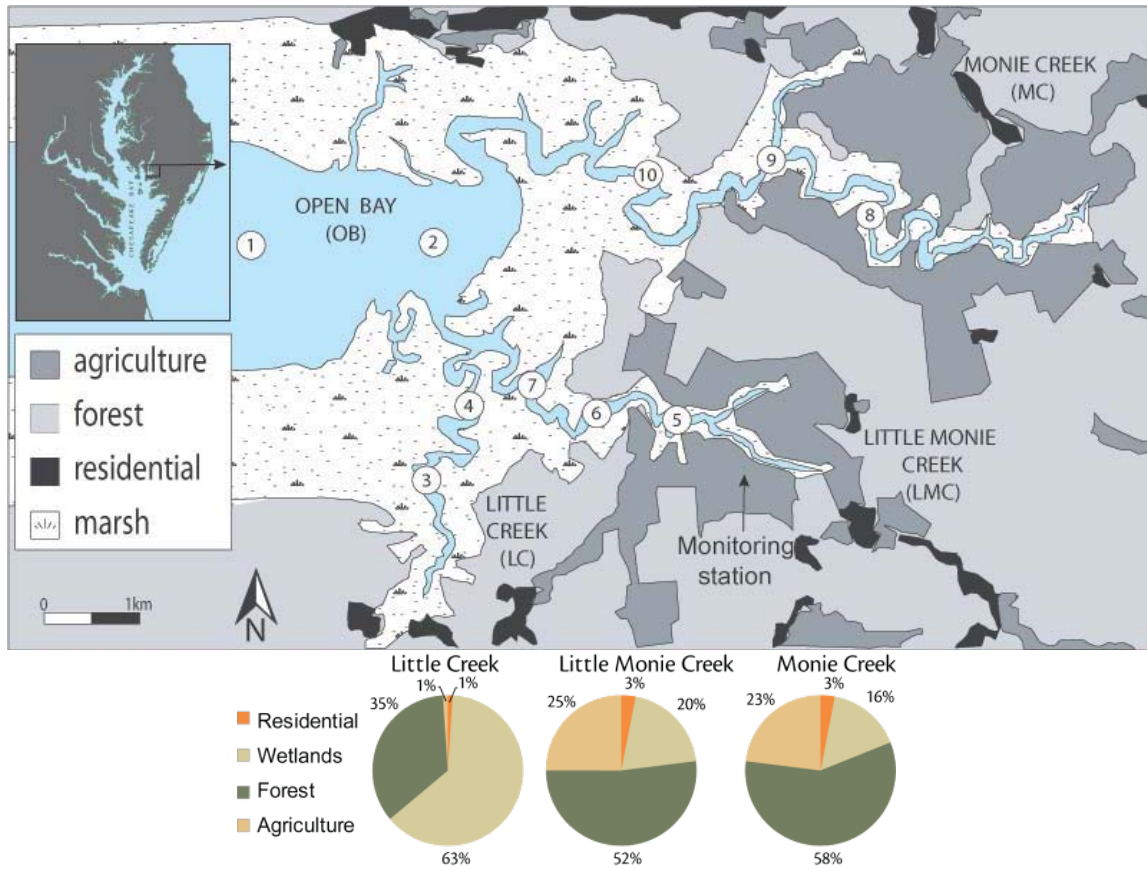 MONIE CREEK
(MC)
CHESAPEAKE BAY
OPEN BAY
(OB)
1
2
3
4
5
6
7
8
9
10
agriculture
forest
residential
marsh
LITTLE
CREEK
(LC)
LITTLE MONIE
CREEK
(LMC)
Monitoring
station
0 1km
N
Little Creek
1% 1%
35%
63%
Little Monie Creek
3%
25% 20%
52%
Monie Creek
3%
23% 16%
58%
Residential
Wetlands
Forest
Agriculture